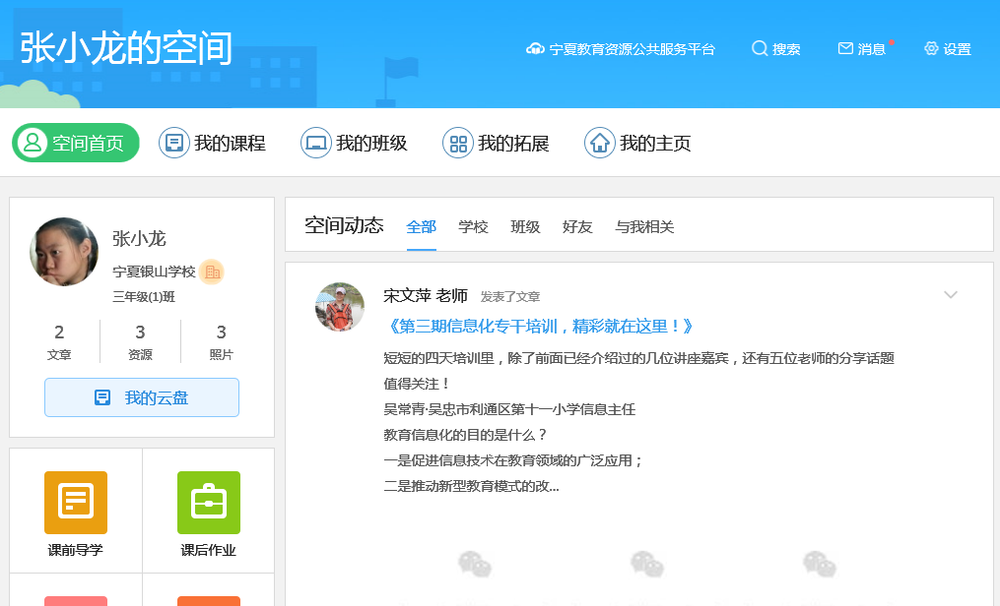 张小龙的空间
宁夏教育资源公共服务平台 搜索 消息 设置
空间首页 我的课程 我的班级 我的拓展 我的主页
张小龙
宁夏银山学校
三年级(1)班
2 3 3
文章 资源 照片
我的云盘
课前导学 课后作业
空间动态 全部 学校 班级 好友 与我相关
宋文萍 老师 发表了文章
《第三期信息化专干培训，精彩就在这里！》
短短的四天培训里，除了前面已经介绍过的几位讲座嘉宾，还有五位老师的分享话题
值得关注！
吴常青·吴忠市利通区第十一小学信息主任
教育信息化的目的是什么？
一是促进信息技术在教育领域的广泛应用；
二是推动新型教育模式的改...